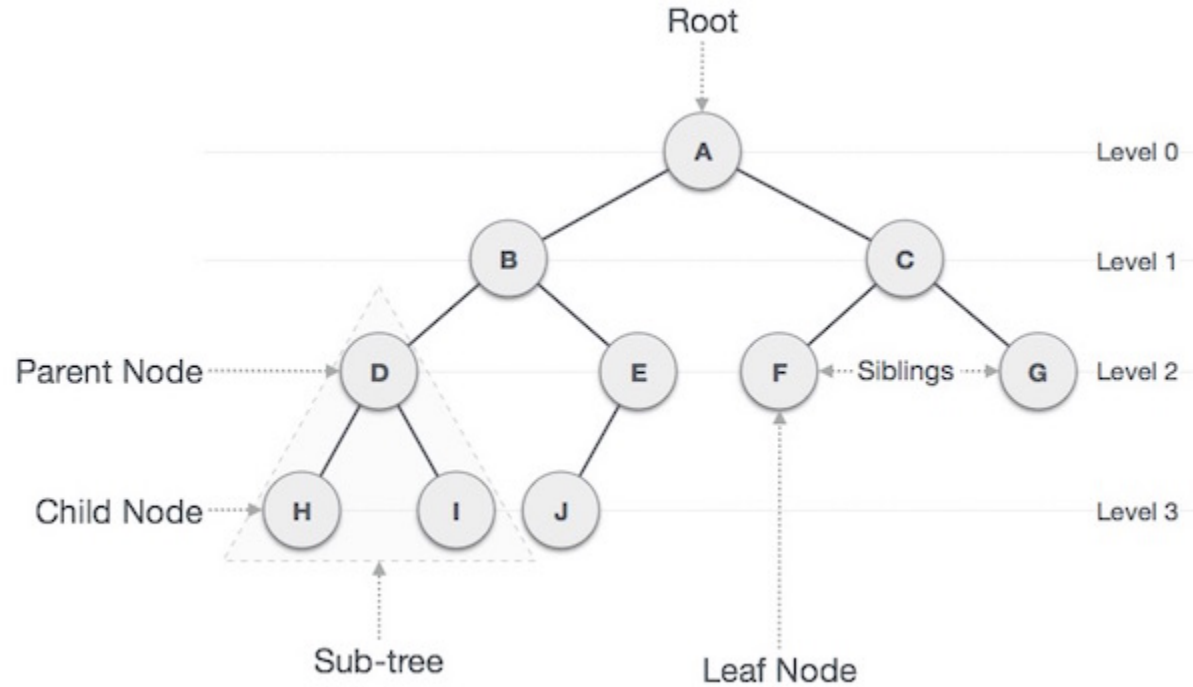 Root
A
Level 0
B
C
Level 1
Parent Node
D
E
F
Siblings
G
Level 2
Child Node
H
I
J
Level 3
Sub-tree
Leaf Node